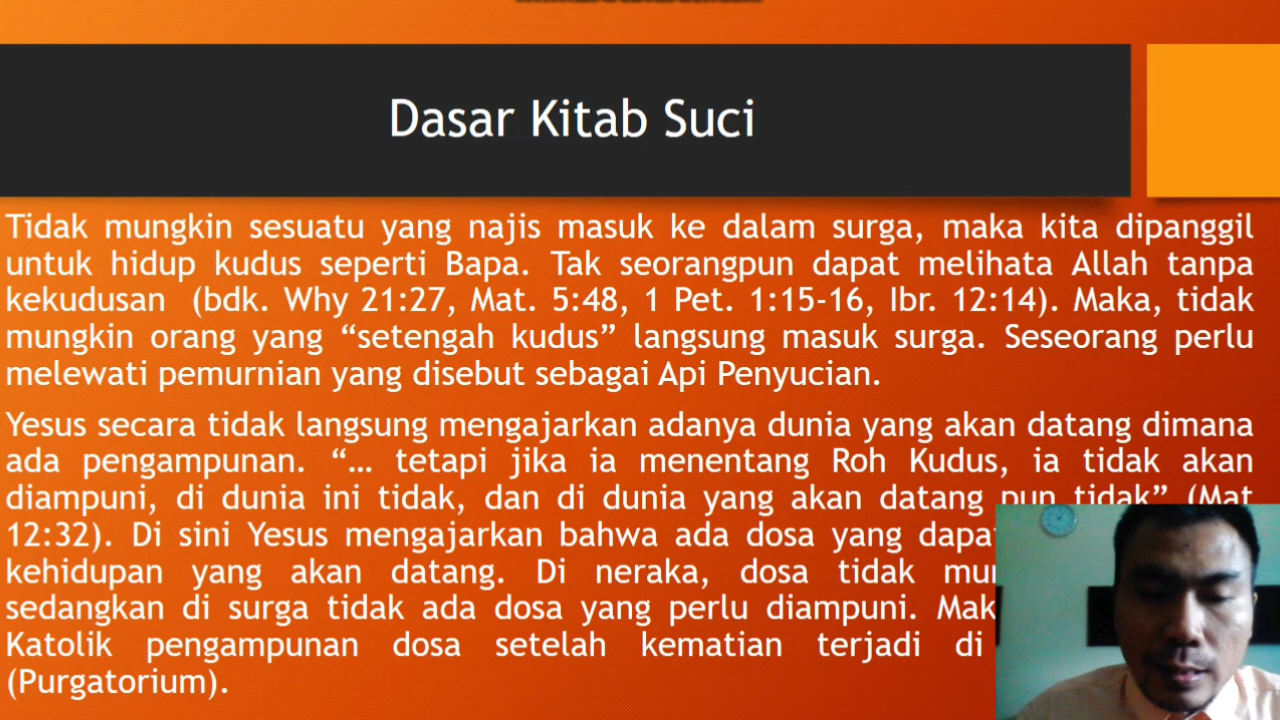 Dasar Kitab Suci
Tidak mungkin sesuatu yang najis masuk ke dalam surga, maka kita dipanggil
untuk hidup kudus seperti Bapa. Tak seorangpun dapat melihata Allah tanpa
kekudusan (bdk. Why 21:27, Mat. 5:48, 1 Pet. 1:15-16, Ibr. 12:14). Maka, tidak
mungkin orang yang “setengah kudus” langsung masuk surga. Seseorang perlu
melewati pemurnian yang disebut sebagai Api Penyucian.
Yesus secara tidak langsung mengajarkan adanya dunia yang akan datang dimana
ada pengampunan. “… tetapi jika ia menentang Roh Kudus, ia tidak akan
diampuni, di dunia ini tidak, dan di dunia yang akan datang pun tidak” (Mat
12:32). Di sini Yesus mengajarkan bahwa ada dosa yang
kehidupan yang akan datang. Di neraka, dosa tidak
sedangkan di surga tidak ada dosa yang perlu diampuni.
Katolik pengampunan dosa setelah kematian terjadi di
(Purgatorium).